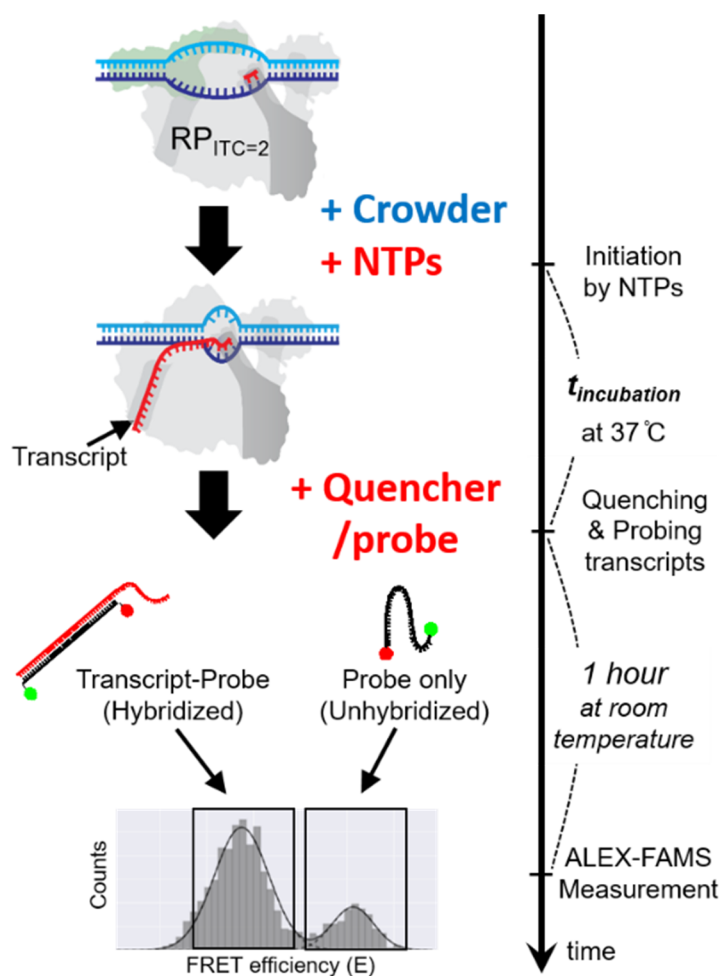 RPITC=2
+ Crowder
+ NTPs
Initiation
by NTPs
tincubation
at 37 °C
Transcript
+ Quencher
/probe
Quenching
& Probing
transcripts
Transcript-Probe
(Hybridized)
Probe only
(Unhybridized)
1 hour
at room
temperature
Counts
FRET efficiency (E)
ALEX-FAMS
Measurement
time